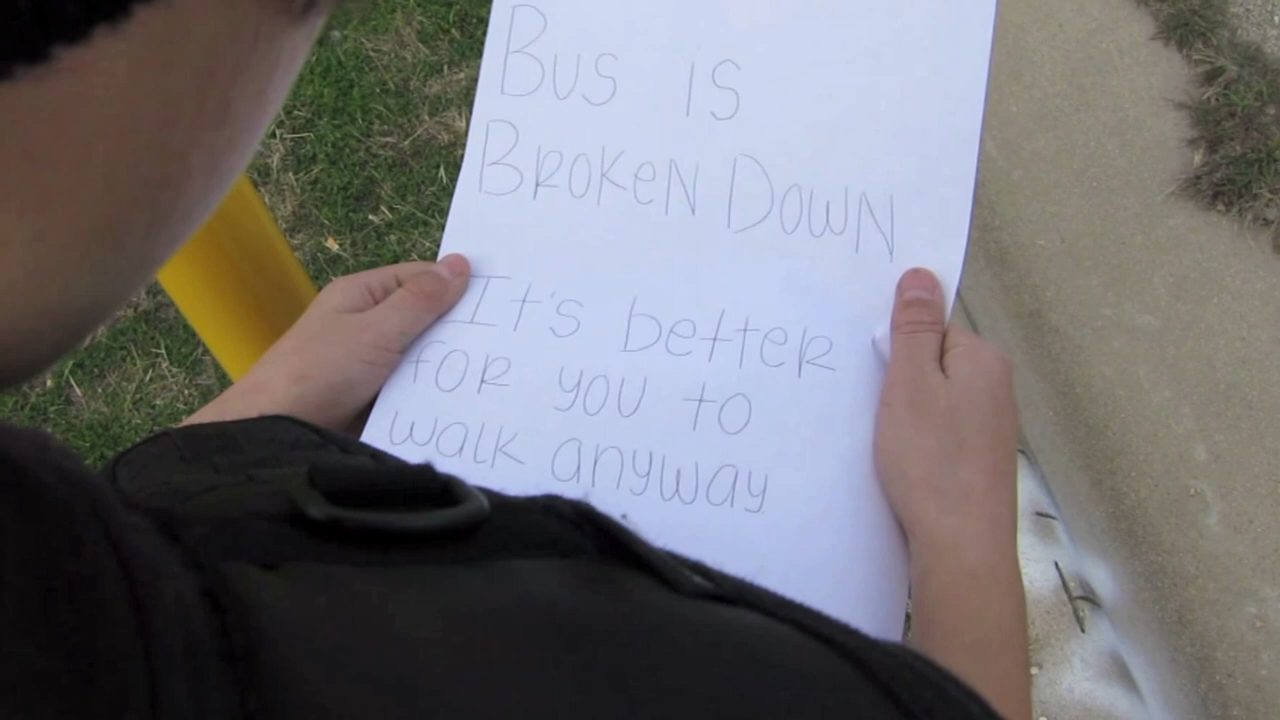 Bus is
Broken Down
It's better
for you to
walk anyway.